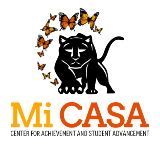 Mi CASA
CENTER FOR ACHIEVEMENT AND STUDENT ADVANCEMENT